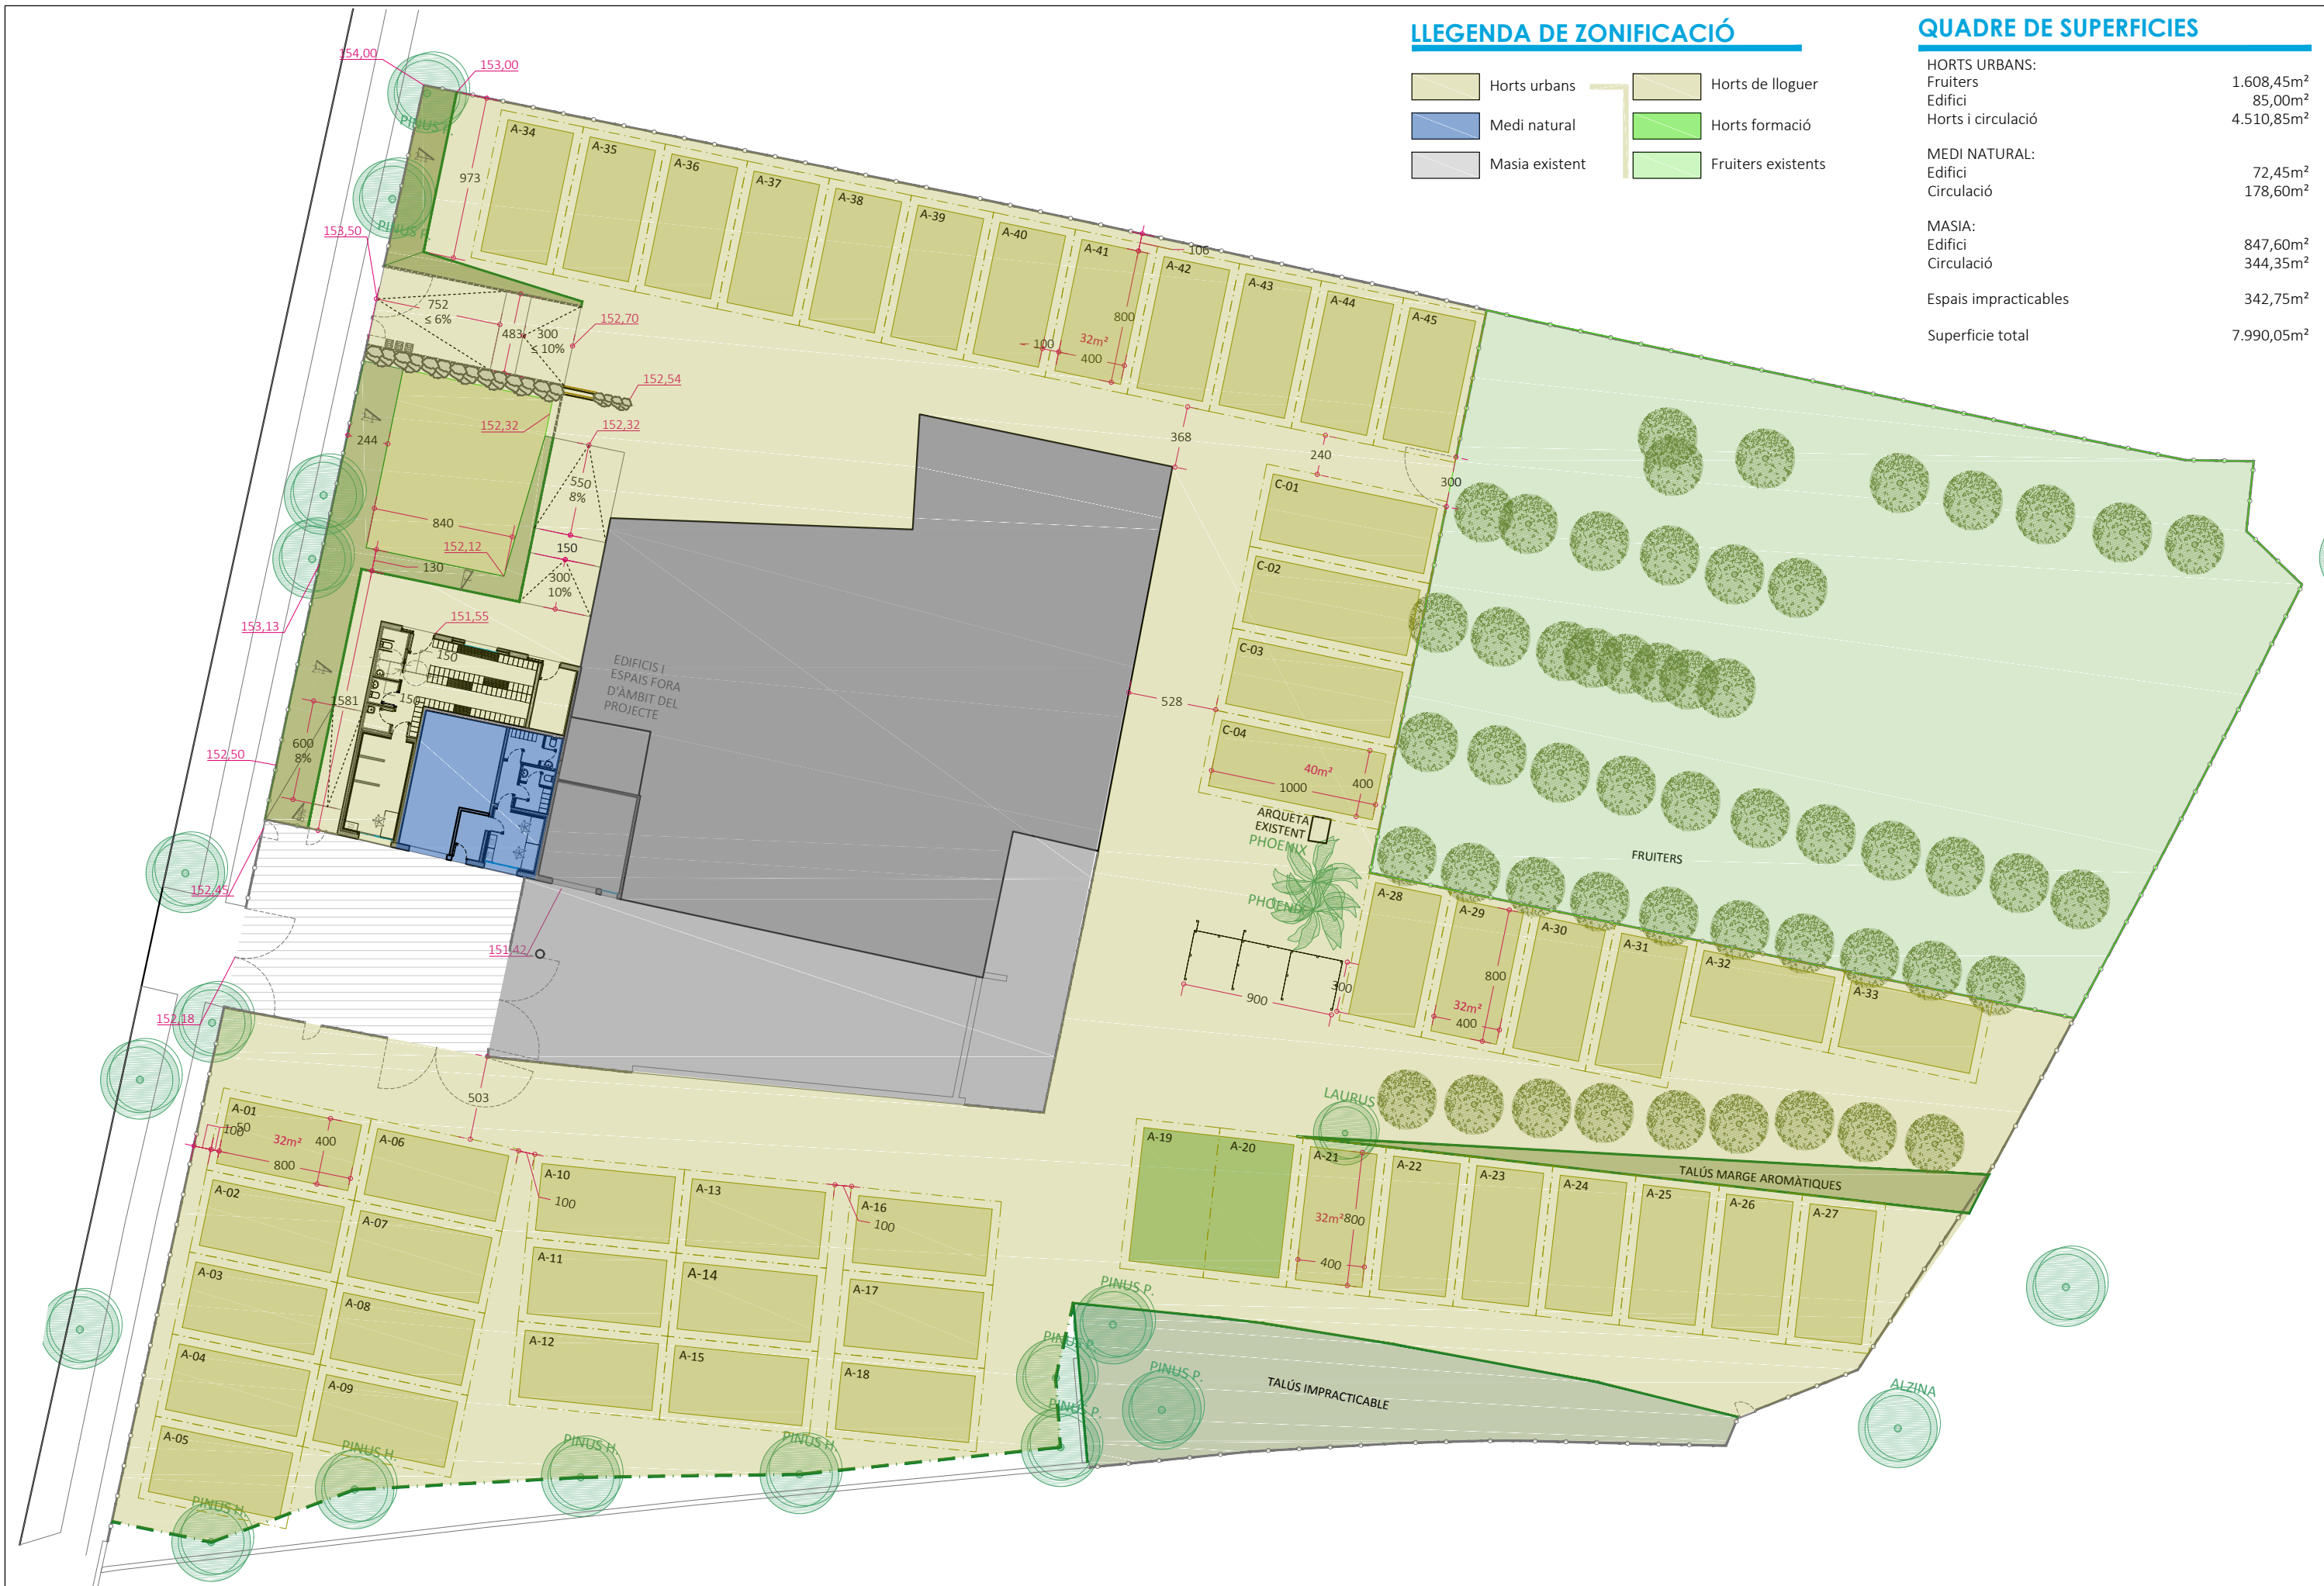 LLEGENDA DE ZONIFICACIÓ
Horts urbans
Medi natural
Masia existent
Horts de lloguer
Horts formació
Fruiters existents
QUADRE DE SUPERFICIES
HORTS URBANS:
Fruiters 1.608,45m²
Edifici 85,00m²
Horts i circulació 4.510,85m²
MEDI NATURAL:
Edifici 72,45m²
Circulació 178,60m²
MASIA:
Edifici 847,60m²
Circulació 344,35m²
Espais impracticables 342,75m²
Superficie total 7.990,05m²
154,00
153,00
PINUS P.
PINUS P.
973
153,50
752
≤ 6%
483
300
≤ 10%
152,70
152,54
152,32
152,32
244
550
8%
840
152,12
150
130
300
10%
153,13
151,55
150
150
1581
600
8%
152,50
152,45
151,42
152,18
EDIFICIS I
ESPAIS FORA
D'ÀMBIT DEL
PROJECTE
A-34
A-35
A-36
A-37
A-38
A-39
A-40
A-41
A-42
A-43
A-44
A-45
106
800
32m²
100
400
368
240
300
C-01
C-02
C-03
C-04
528
40m²
1000
400
ARQUETA
EXISTENT
PHOENIX
PHOENIX
FRUITERS
900
300
A-28
A-29
A-30
A-31
A-32
A-33
800
32m²
400
LAURUS
TALÚS MARGE AROMÀTIQUES
A-19
A-20
A-21
A-22
A-23
A-24
A-25
A-26
A-27
32m²
800
400
503
A-01
100
50
32m²
400
800
A-02
A-03
A-04
A-05
A-06
A-07
A-08
A-09
100
A-10
A-11
A-12
A-13
A-14
A-15
100
A-16
A-17
A-18
PINUS P.
PINUS P.
PINUS P.
PINUS P.
TALÚS IMPRACTICABLE
ALZINA
PINUS H.
PINUS H.
PINUS H.
PINUS H.